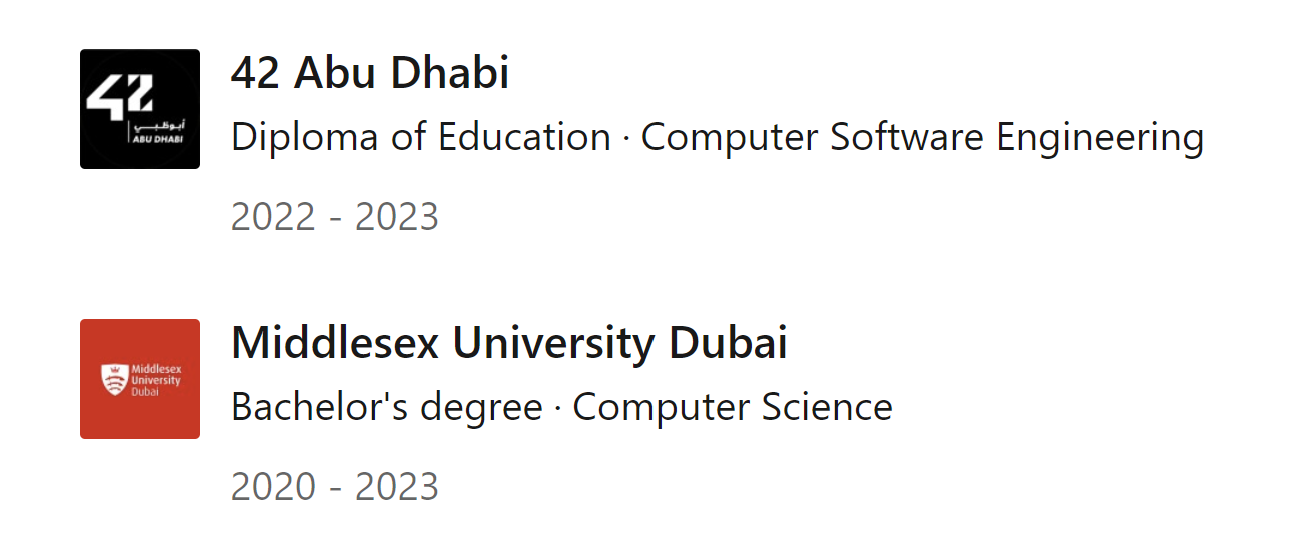 42
أبوظبي
ABU DHABI
42 Abu Dhabi
Diploma of Education · Computer Software Engineering
2022 - 2023
Middlesex
University
Dubai
Middlesex University Dubai
Bachelor's degree · Computer Science
2020 - 2023